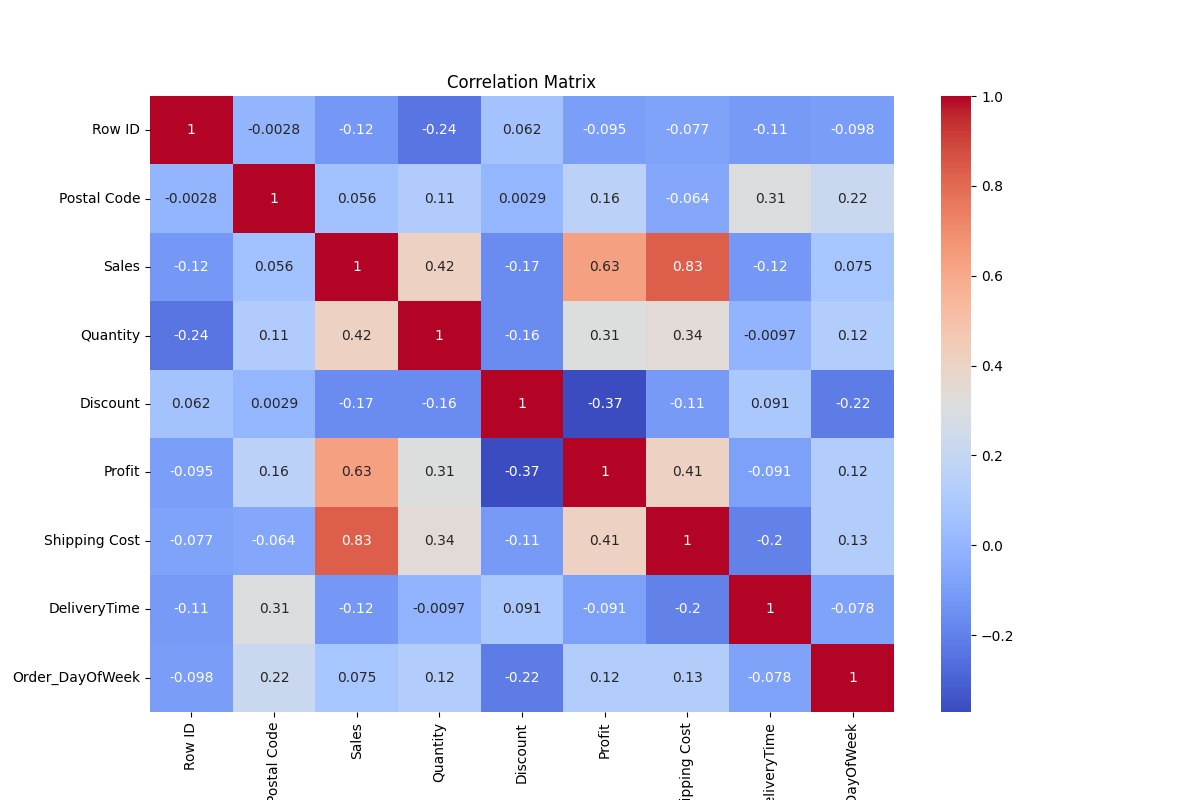 Correlation Matrix
Row ID 1 -0.0028 -0.12 -0.24 0.062 -0.095 -0.077 -0.11 -0.098
Postal Code -0.0028 1 0.056 0.11 0.0029 0.16 -0.064 0.31 0.22
Sales -0.12 0.056 1 0.42 -0.17 0.63 0.83 -0.12 0.075
Quantity -0.24 0.11 0.42 1 -0.16 0.31 0.34 -0.0097 0.12
Discount 0.062 0.0029 -0.17 -0.16 1 -0.37 -0.11 0.091 -0.22
Profit -0.095 0.16 0.63 0.31 -0.37 1 0.41 -0.091 0.12
Shipping Cost -0.077 -0.064 0.83 0.34 -0.11 0.41 1 -0.2 0.13
DeliveryTime -0.11 0.31 -0.12 -0.0097 0.091 -0.091 -0.2 1 -0.078
Order_DayOfWeek -0.098 0.22 0.075 0.12 -0.22 0.12 0.13 -0.078 1
Row ID
Postal Code
Sales
Quantity
Discount
Profit
ipping Cost
eliveryTime
DayOfWeek
1.0
0.8
0.6
0.4
0.2
0.0
−0.2